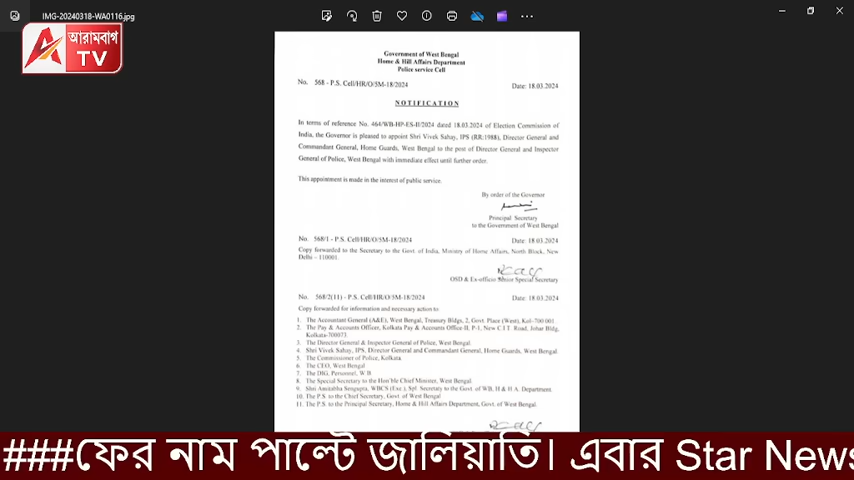 IMG-20240318-WA0116.jpg
আরামবাগ
TV
Government of West Bengal
Home & Hill Affairs Department
Police service Cell
No. 568 - P.S. Cell/HR/O/5M-18/2024 Date: 18.03.2024
NOTIFICATION
In terms of reference No. 464/WB-HP-ES-II/2024 dated 18.03.2024 of Election Commission of
India, the Governor is pleased to appoint Shri Vivek Sahay, IPS (RR:1988), Director General and
Commandant General, Home Guards, West Bengal to the post of Director General and Inspector
General of Police, West Bengal with immediate effect until further order.
This appointment is made in the interest of public service.
By order of the Governor
Principal Secretary
to the Government of West Bengal
No. 568/1 - P.S. Cell/HR/O/5M-18/2024 Date: 18.03.2024
Copy forwarded to the Secretary to the Govt. of India, Ministry of Home Affairs, North Block, New
Delhi – 110001.
OSD & Ex-officio Senior Special Secretary
No. 568/2(11) - P.S. Cell/HR/O/5M-18/2024 Date: 18.03.2024
Copy forwarded for information and necessary action to:
1. The Accountant General (A&E), West Bengal, Treasury Bldgs, 2, Govt. Place (West), Kol-700 001.
2. The Pay & Accounts Officer, Kolkata Pay & Accounts Office-II, P-1, New C.I.T. Road, Johar Bldg,
Kolkata-700073.
3. The Director General & Inspector General of Police, West Bengal.
4. Shri Vivek Sahay, IPS, Director General and Commandant General, Home Guards, West Bengal.
5. The Commissioner of Police, Kolkata.
6. The CEO, West Bengal
7. The DIG, Personnel, W.B.
8. The Special Secretary to the Hon'ble Chief Minister, West Bengal.
9. Shri Anirabha Sengupta, WBCS (Exe.), Spl. Secretary to the Govt. of WB, H & H A. Department.
10. The P.S. to the Chief Secretary, Govt. of West Bengal
11. The P.S. to the Principal Secretary, Home & Hill Affairs Department, Govt. of West Bengal.
###ফের নাম পাল্টে জালিয়াতি। এবার Star News